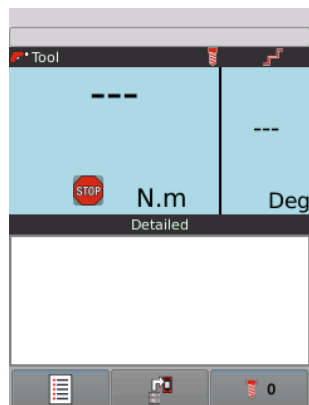 Tool
---
---
STOP
N.m
Deg
Detailed
0